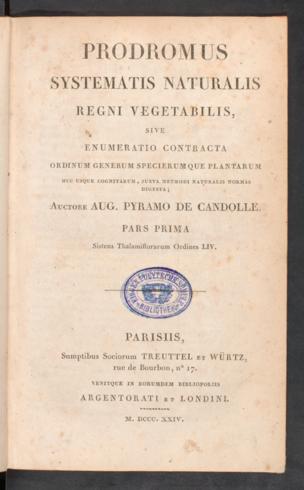 PRODROMUS
SYSTEMATIS NATURALIS
REGNI VEGETABILIS,
SIVE
ENUMERATIO CONTRACTA
ORDINUM GENERUM SPECIERUMQUE PLANTARUM
HUC USQUE COGNITARUM, JUXTA METHODI NATURALIS NORMAS
DIGESTA;
AUCTORE AUG. PYRAMO DE CANDOLLE.
PARS PRIMA
Sistens Thalamiflorarum Ordines LIV.
BIBLIOTHEK
PARISIIS,
Sumptibus Sociorum TREUTTEL ET WÜRTZ,
rue de Bourbon, nº 17.
VENITQUE IN EORUMDEM BIBLIOPOLIIS
ARGENTORATI ET LONDINI.
M. DCCC. XXIV.